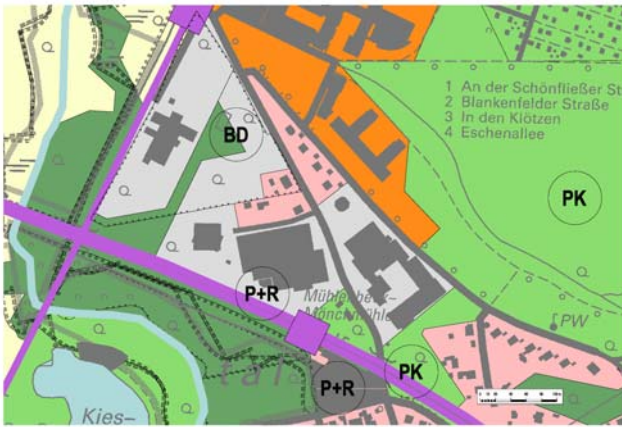 1 An der Schönfließer St
2 Blankenfelder Straße
3 In den Klötzen
4 Eschenallee
BD
PK
P+R
Mühlenbeck-
Mönchmühle
PW
PK
P+R
tal
Kies-